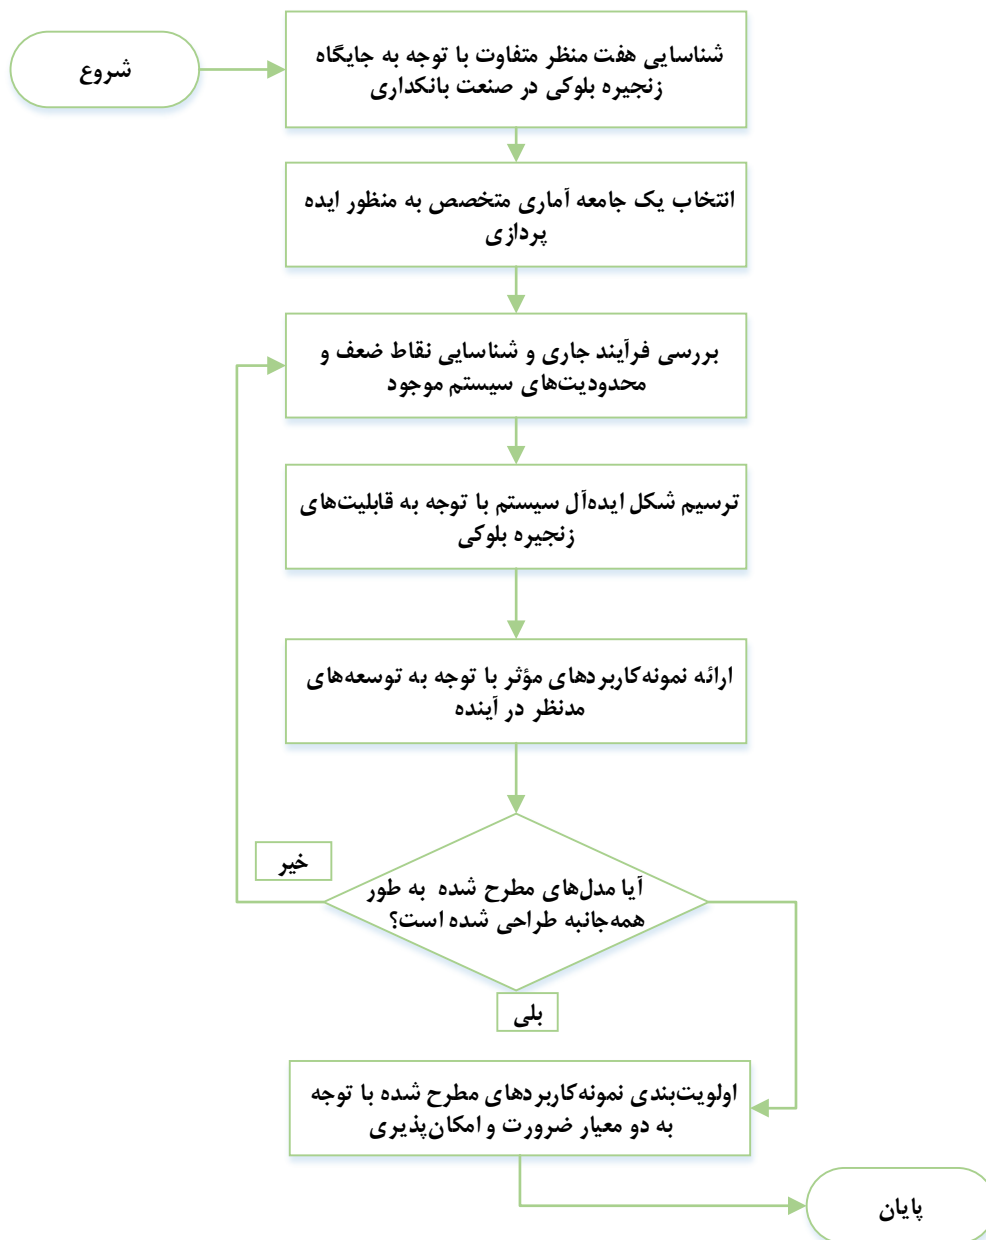 شروع
شناسایی هفت منظر متفاوت با توجه به جایگاه
زنجیره بلوکی در صنعت بانکداری
انتخاب یک جامعه آماری متخصص به منظور ایده
پردازی
بررسی فرآیند جاری و شناسایی نقاط ضعف و
محدودیت‌های سیستم موجود
ترسیم شکل ایده‌آل سیستم با توجه به قابلیت‌های
زنجیره بلوکی
ارائه نمونه‌کاربردهای مؤثر با توجه به توسعه‌های
مدنظر در آینده
آیا مدل‌های مطرح شده به طور
همه‌جانبه طراحی شده است؟
خیر
بلی
اولویت‌بندی نمونه‌کاربردهای مطرح شده با توجه
به دو معیار ضرورت و امکان‌پذیری
پایان